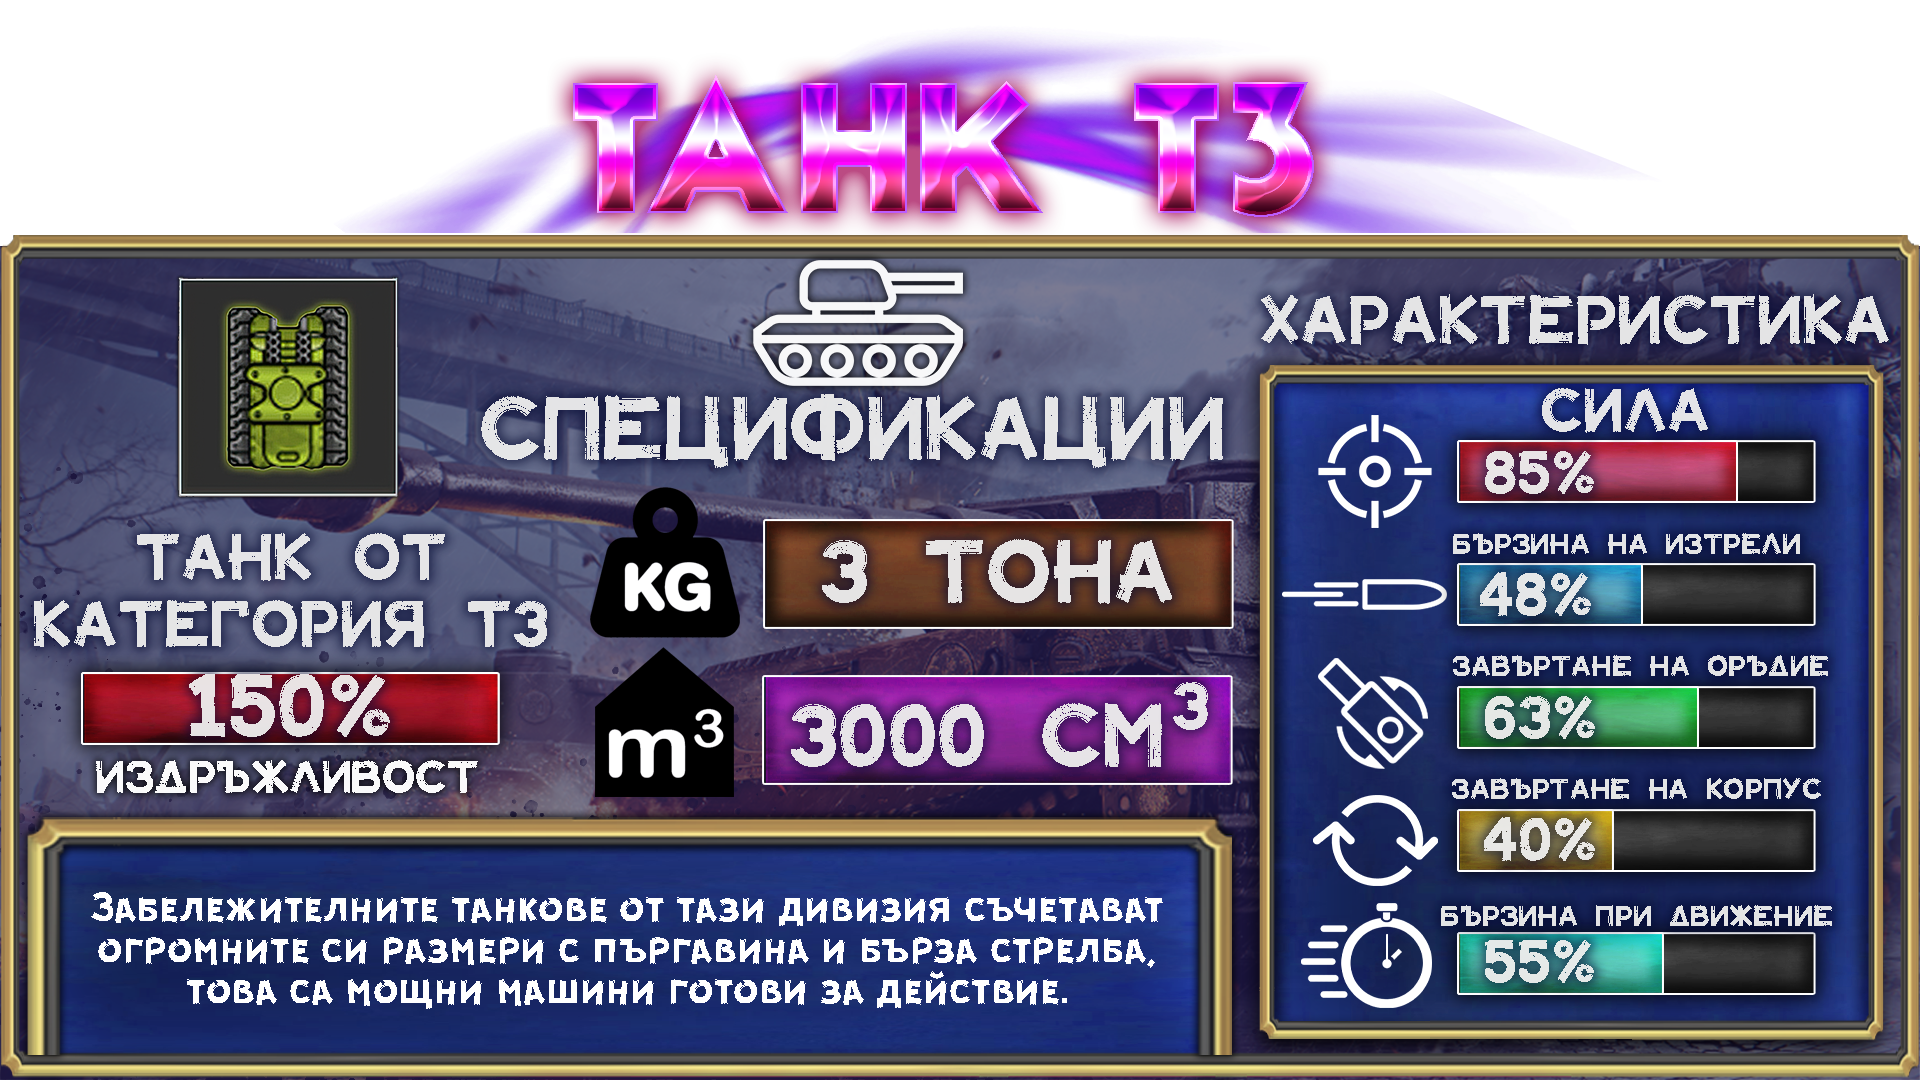 ТАНК Т3
ТАНК ОТ
КАТЕГОРИЯ Т3
150%
ИЗДРЪЖЛИВОСТ
СПЕЦИФИКАЦИИ
KG
3 ТОНА
m³
3000 СМ³
ХАРАКТЕРИСТИКА
СИЛА
85%
БЪРЗИНА НА ИЗТРЕЛИ
48%
ЗАВЪРТАНЕ НА ОРЪДИЕ
63%
ЗАВЪРТАНЕ НА КОРПУС
40%
БЪРЗИНА ПРИ ДВИЖЕНИЕ
55%
ЗАБЕЛЕЖИТЕЛНИТЕ ТАНКОВЕ ОТ ТАЗИ ДИВИЗИЯ СЪЧЕТАВАТ
ОГРОМНИТЕ СИ РАЗМЕРИ С ПЪРГАВИНА И БЪРЗА СТРЕЛБА,
ТОВА СА МОЩНИ МАШИНИ ГОТОВИ ЗА ДЕЙСТВИЕ.